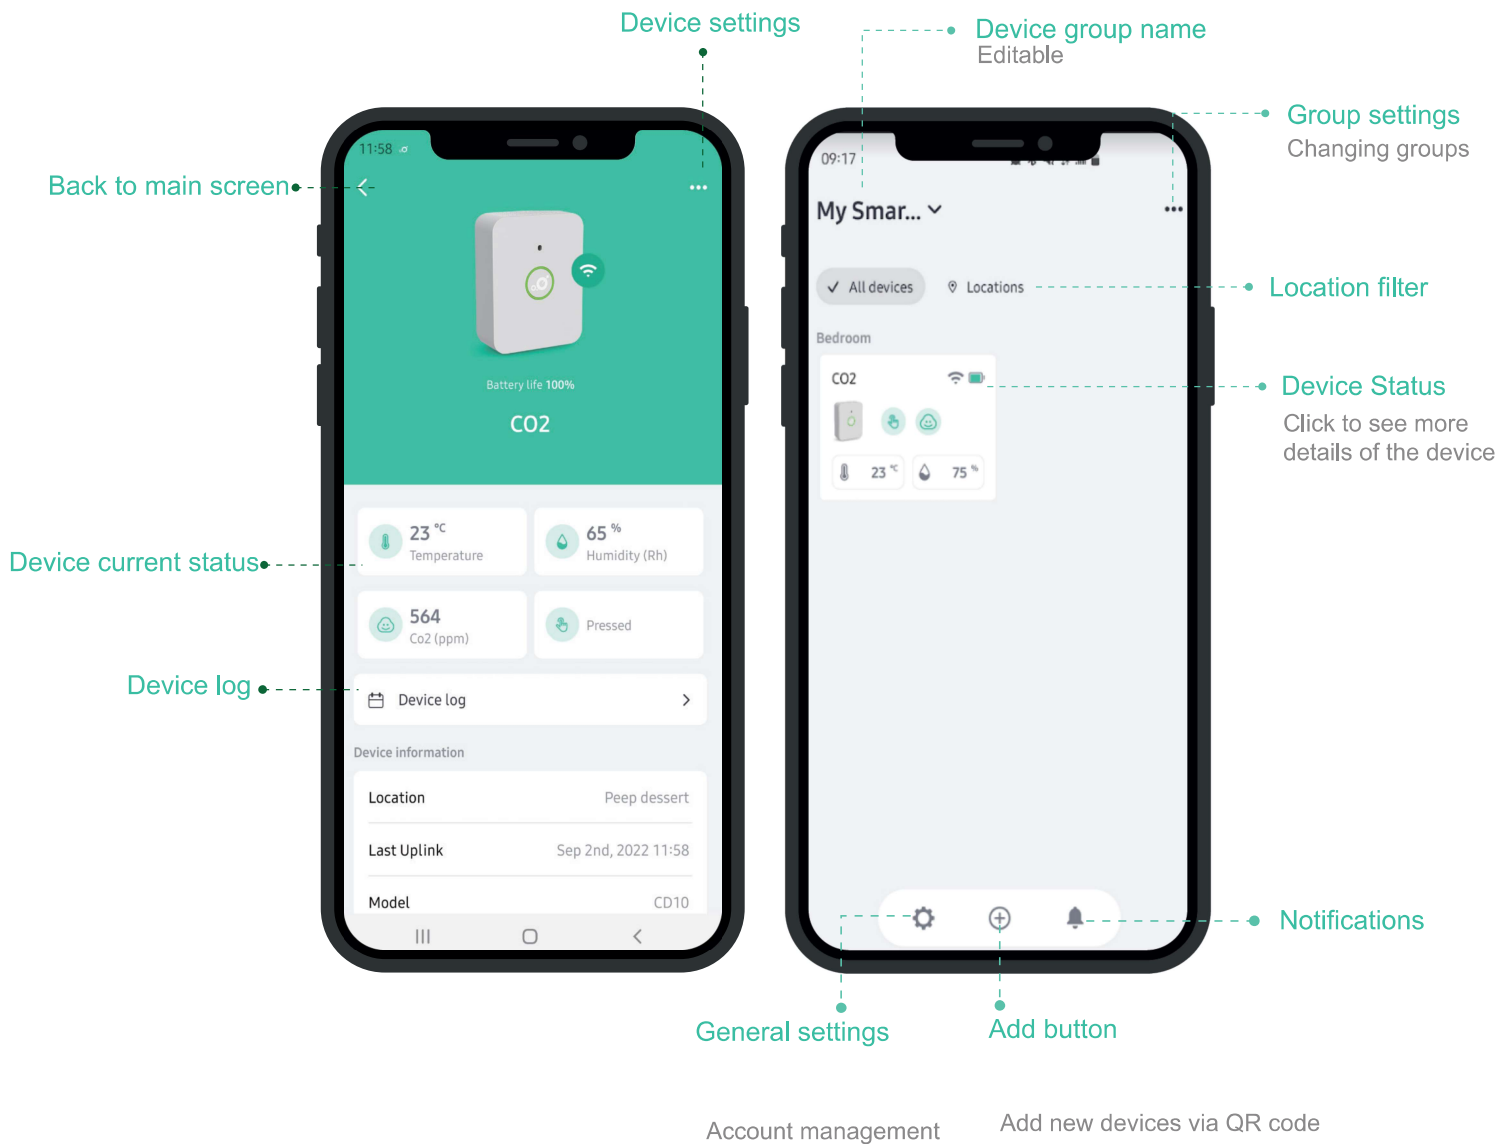 Device settings
Device group name
Editable
Group settings
Changing groups
Back to main screen
11:58
Battery life 100%
CO2
23 °C
Temperature
65 %
Humidity (Rh)
564
Co2 (ppm)
Pressed
Device current status
Device log
Device log
Device information
Location Peep dessert
Last Uplink Sep 2nd, 2022 11:58
Model CD10
09:17
My Smar...
All devices
Locations
Location filter
Bedroom
CO2
23 °C
75 %
Device Status
Click to see more
details of the device
Notifications
General settings
Add button
Account management
Add new devices via QR code